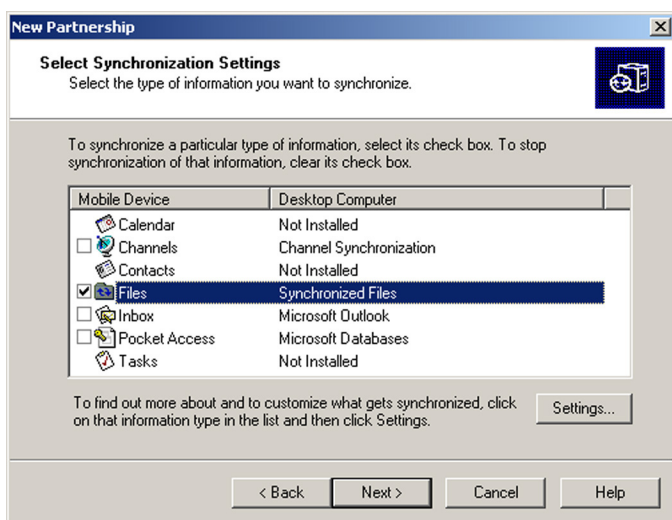 New Partnership
Select Synchronization Settings
Select the type of information you want to synchronize.
To synchronize a particular type of information, select its check box. To stop
synchronization of that information, clear its check box.
Mobile Device Desktop Computer
Calendar Not Installed
Channels Channel Synchronization
Contacts Not Installed
Files Synchronized Files
Inbox Microsoft Outlook
Pocket Access Microsoft Databases
Tasks Not Installed
To find out more about and to customize what gets synchronized, click
on that information type in the list and then click Settings.
Settings...
< Back Next > Cancel Help